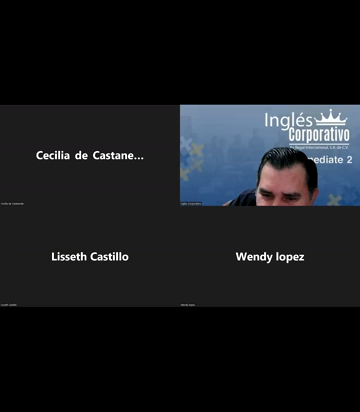 Cecilia de Castane...
Inglés
Corporativo
mediate 2
Lisseth Castillo
Wendy lopez